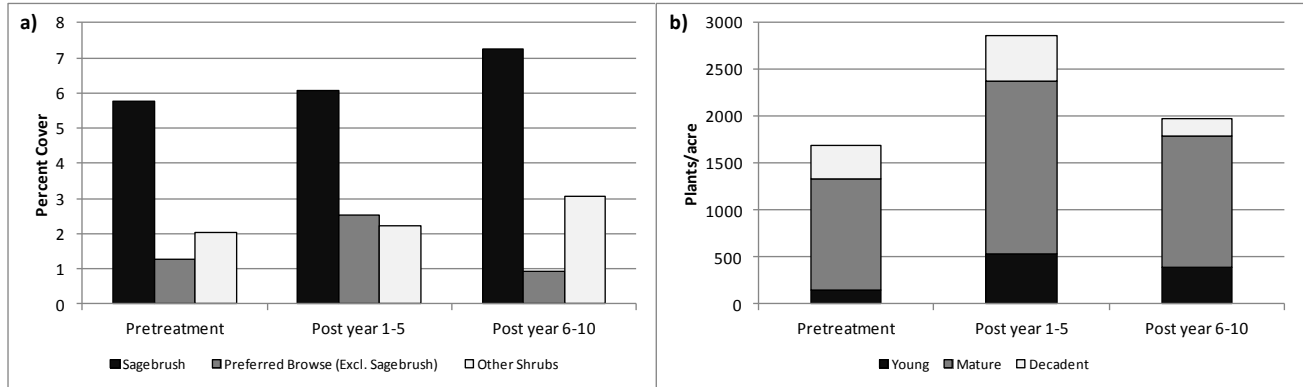 a)
Percent Cover
8
7
6
5
4
3
2
1
0
Pretreatment Post year 1-5 Post year 6-10
Sagebrush Preferred Browse (Excl. Sagebrush) Other Shrubs
b)
Plants/acre
3000
2500
2000
1500
1000
500
0
Pretreatment Post year 1-5 Post year 6-10
Young Mature Decadent